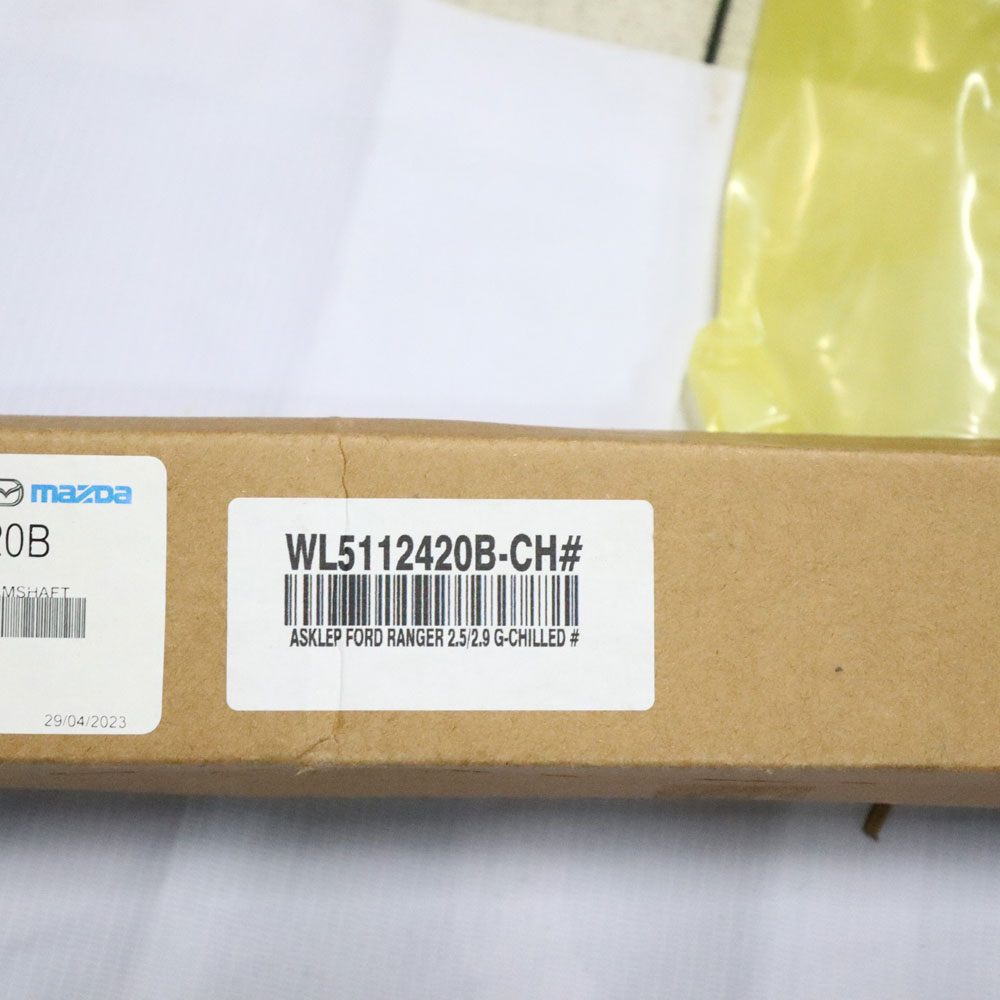 mazda
20B
MSHAFT
29/04/2023
WL5112420B-CH#
ASKLEP FORD RANGER 2.5/2.9 G-CHILLED #